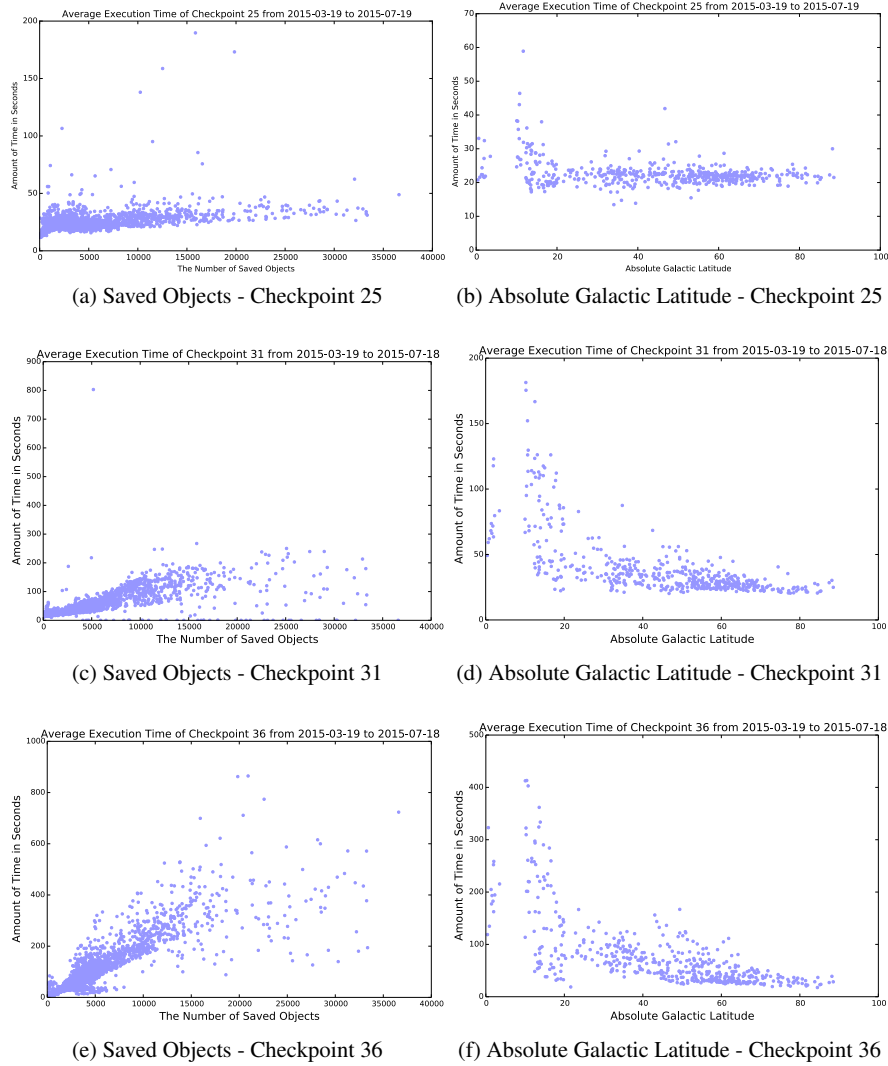 Average Execution Time of Checkpoint 25 from 2015-03-19 to 2015-07-19
200
150
100
50
0
Amount of Time in Seconds
0 5000 10000 15000 20000 25000 30000 35000 40000
The Number of Saved Objects
(a) Saved Objects - Checkpoint 25
Average Execution Time of Checkpoint 25 from 2015-03-19 to 2015-07-19
70
60
50
40
30
20
10
0
Amount of Time in Seconds
0 20 40 60 80 100
Absolute Galactic Latitude
(b) Absolute Galactic Latitude - Checkpoint 25
Average Execution Time of Checkpoint 31 from 2015-03-19 to 2015-07-18
900
800
700
600
500
400
300
200
100
0
Amount of Time in Seconds
0 5000 10000 15000 20000 25000 30000 35000 40000
The Number of Saved Objects
(c) Saved Objects - Checkpoint 31
Average Execution Time of Checkpoint 31 from 2015-03-19 to 2015-07-18
200
150
100
50
0
Amount of Time in Seconds
0 20 40 60 80 100
Absolute Galactic Latitude
(d) Absolute Galactic Latitude - Checkpoint 31
Average Execution Time of Checkpoint 36 from 2015-03-19 to 2015-07-18
1000
800
600
400
200
0
Amount of Time in Seconds
0 5000 10000 15000 20000 25000 30000 35000 40000
The Number of Saved Objects
(e) Saved Objects - Checkpoint 36
Average Execution Time of Checkpoint 36 from 2015-03-19 to 2015-07-18
500
400
300
200
100
0
Amount of Time in Seconds
0 20 40 60 80 100
Absolute Galactic Latitude
(f) Absolute Galactic Latitude - Checkpoint 36